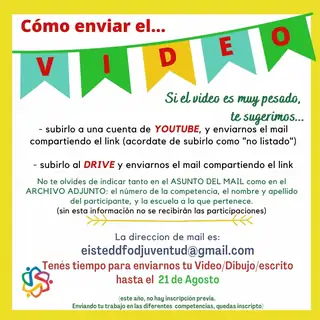 Cómo enviar el...
VIDEO
Si el video es muy pesado,
te sugerimos...
- subirlo a una cuenta de YOUTUBE, y enviarnos el mail
compartiendo el link (acordate de subirlo como "no listado")
- subirlo al DRIVE y enviarnos el mail compartiendo el link
No te olvides de indicar tanto en el ASUNTO DEL MAIL como en el
ARCHIVO ADJUNTO: el número de la competencia, el nombre y apellido
del participante, y la escuela a la que pertenece.
(sin esta información no se recibirán las participaciones)
La direccion de mail es:
eisteddfodjuventud@gmail.com
Tenés tiempo para enviarnos tu Video/Dibujo/escrito
hasta el 21 de Agosto
(este año, no hay inscripción previa.
Enviando tu trabajo en las diferentes competencias, quedas inscripto)